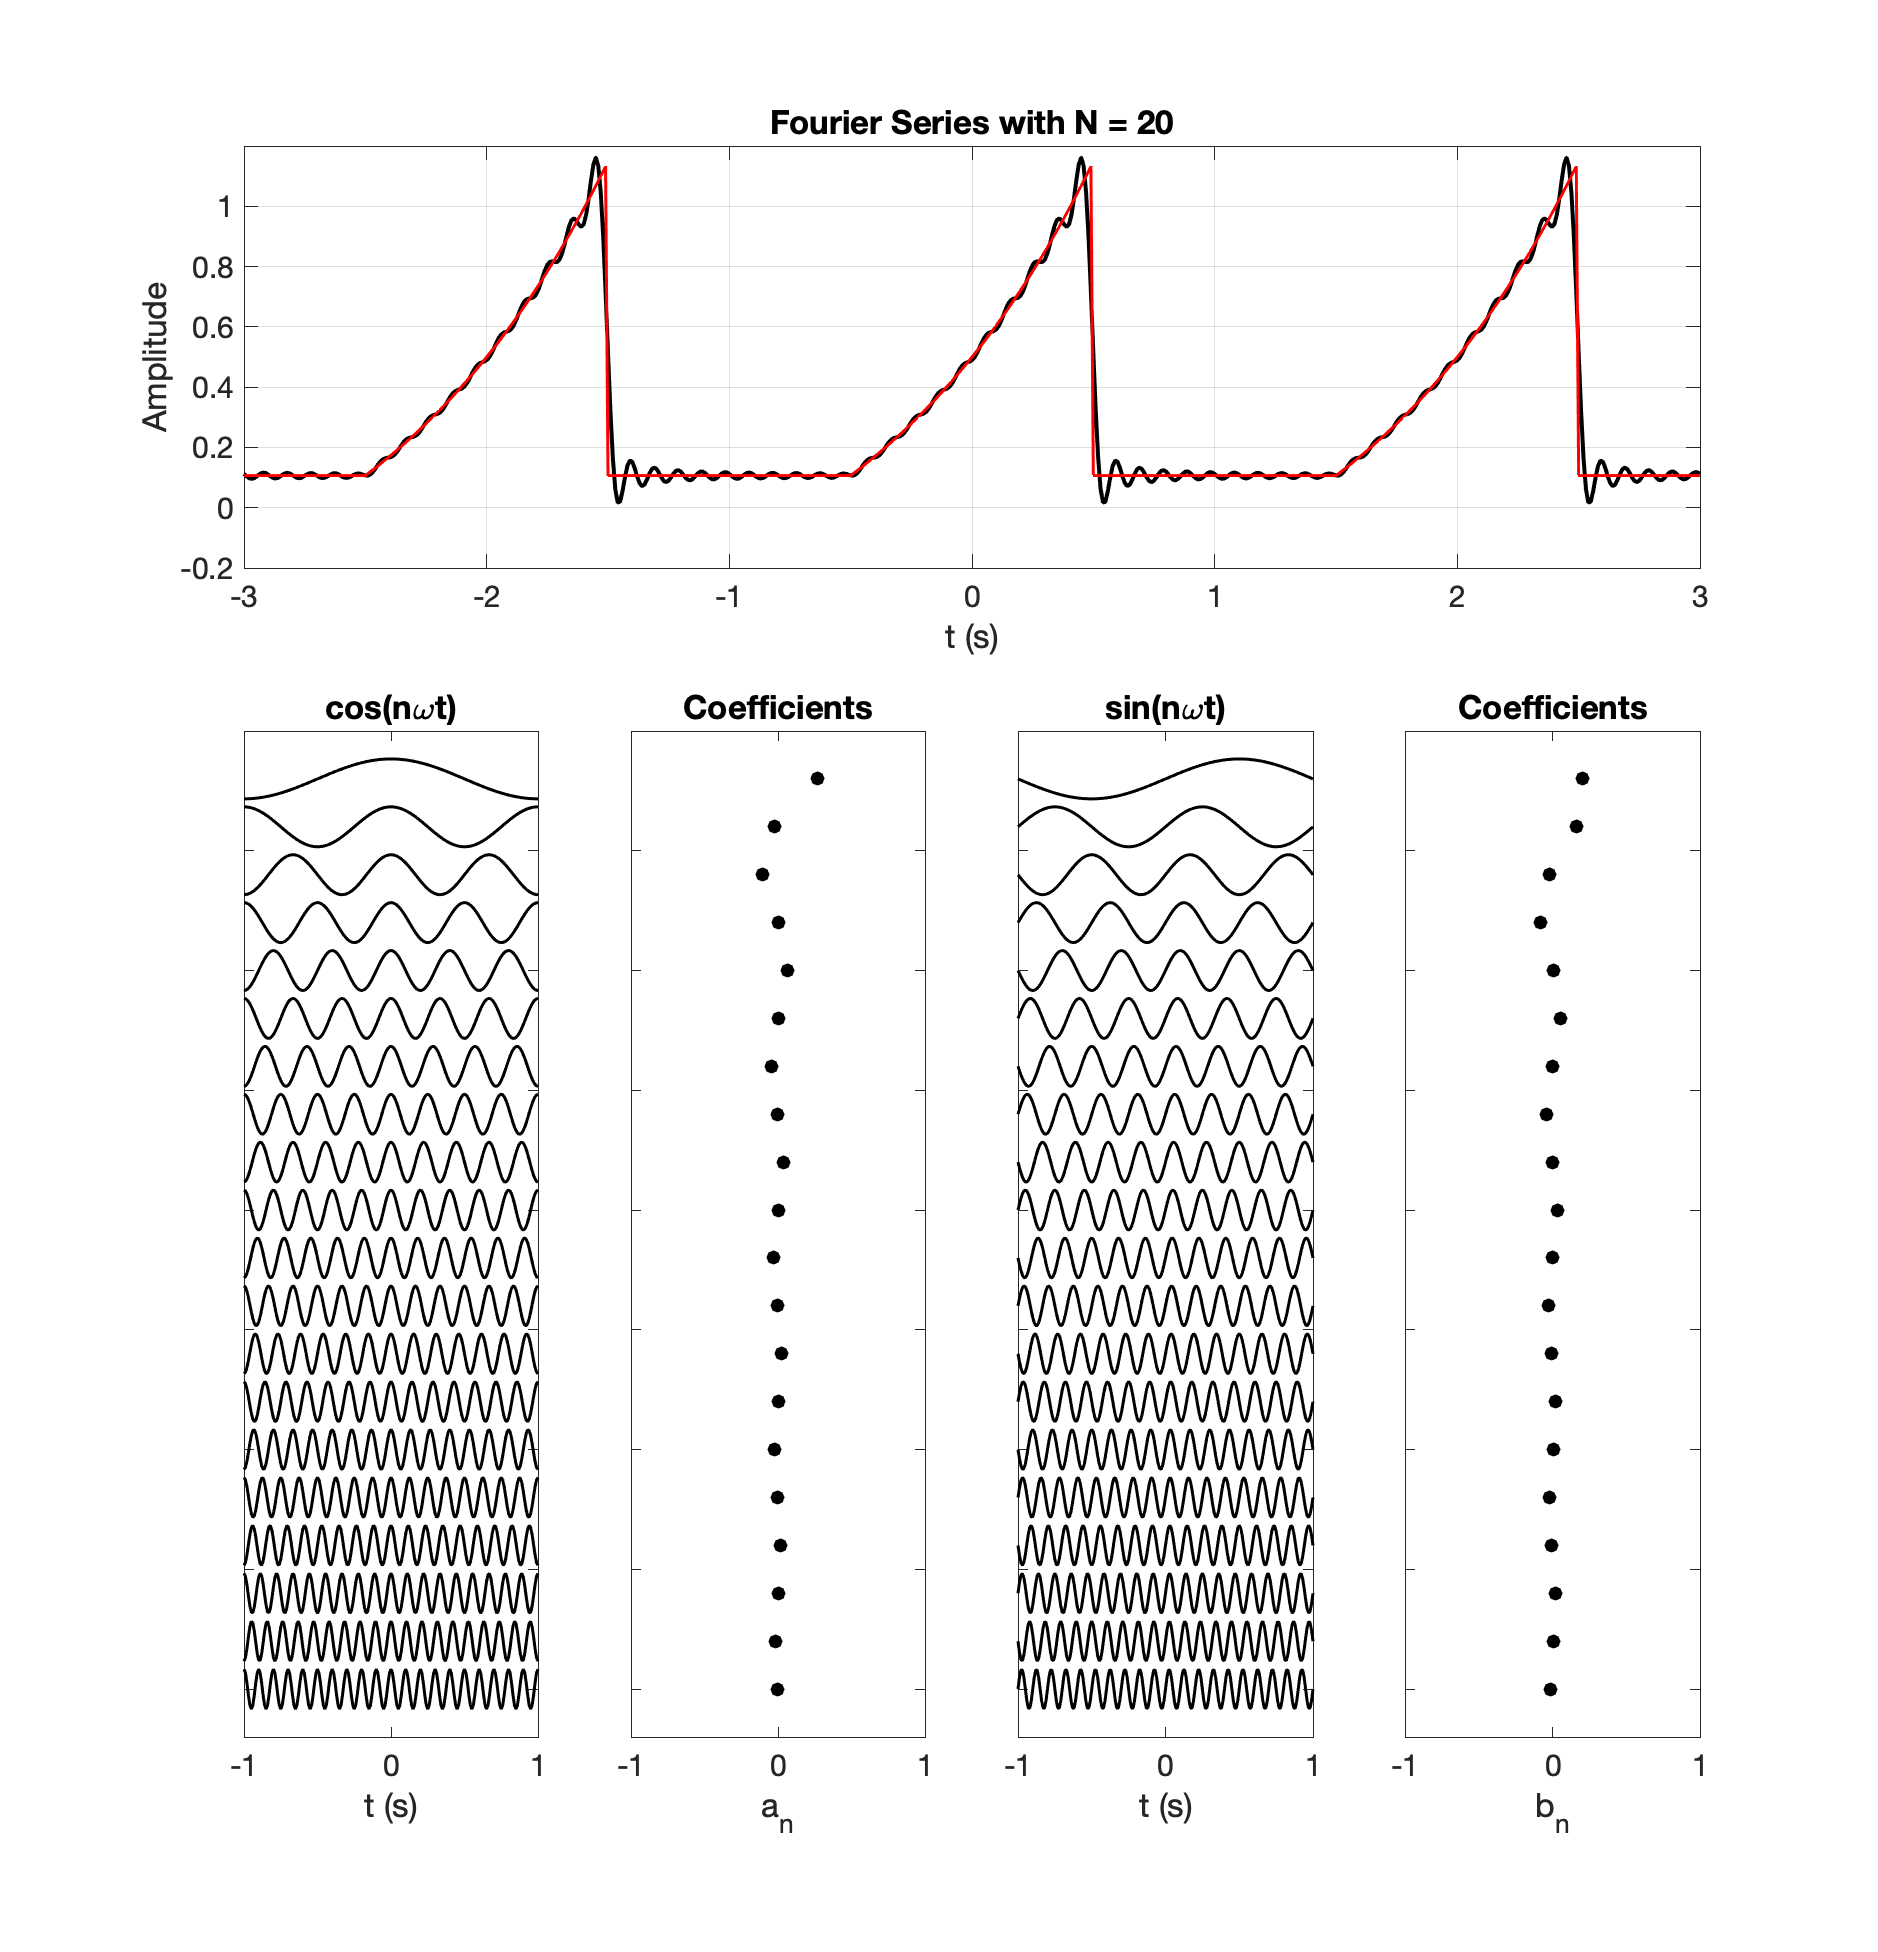 Fourier Series with N = 20
Amplitude
1
0.8
0.6
0.4
0.2
0
-0.2
-3 -2 -1 0 1 2 3
t (s)
cos(nωt) Coefficients sin(nωt) Coefficients
-1 0 1 -1 0 1 -1 0 1 -1 0 1
t (s) a_n t (s) b_n